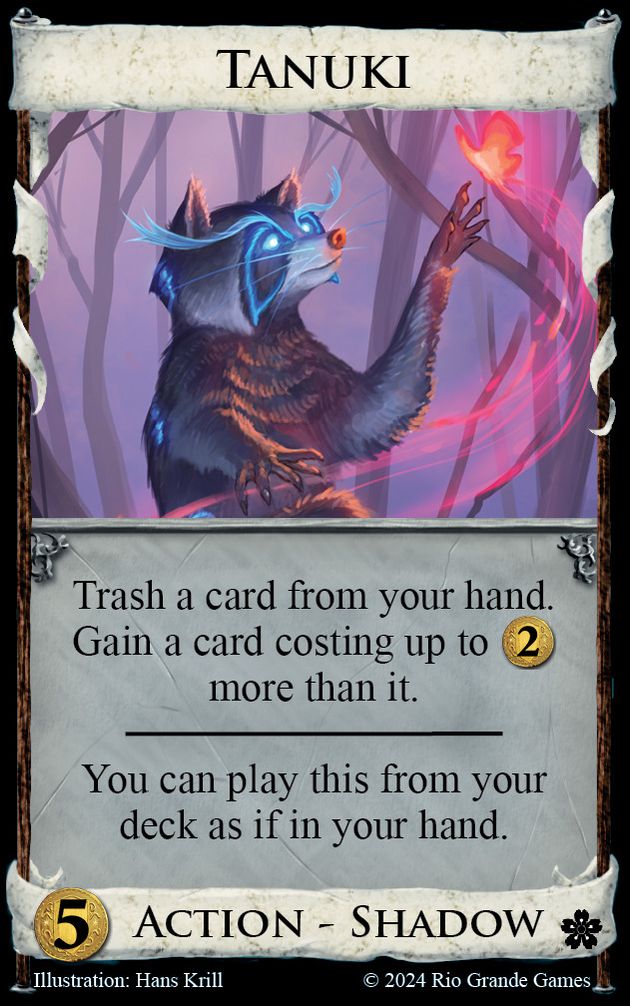 TANUKI
Trash a card from your hand.
Gain a card costing up to 2
more than it.
You can play this from your
deck as if in your hand.
5 ACTION - SHADOW
Illustration: Hans Krill © 2024 Rio Grande Games